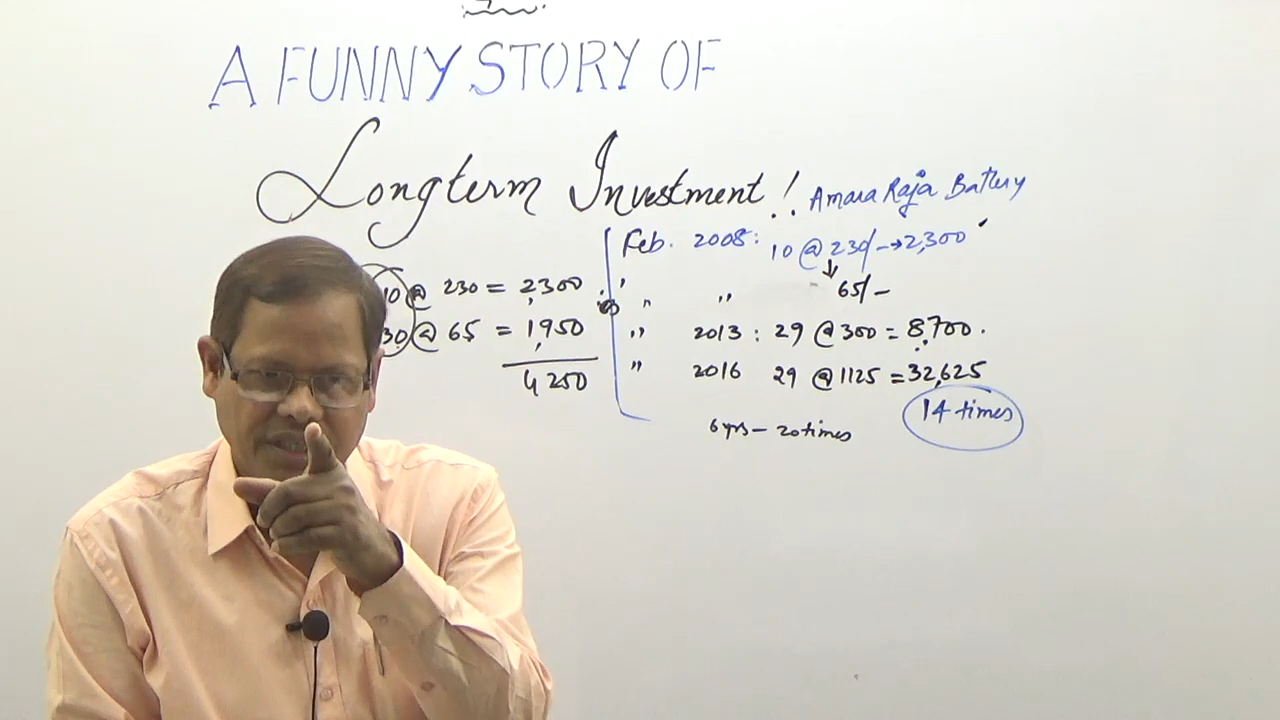 A FUNNY STORY OF
Longterm Investment!!
Amara Raja Battery
10 @ 230 = 2,300
30 @ 65 = 1,950
4250
Feb. 2008: 10 @ 230/- → 2,300
" " " 65/-
" 2013 : 29 @ 300 = 8,700.
" 2016 29 @ 1125 = 32,625
14 times
6 yrs - 20 times